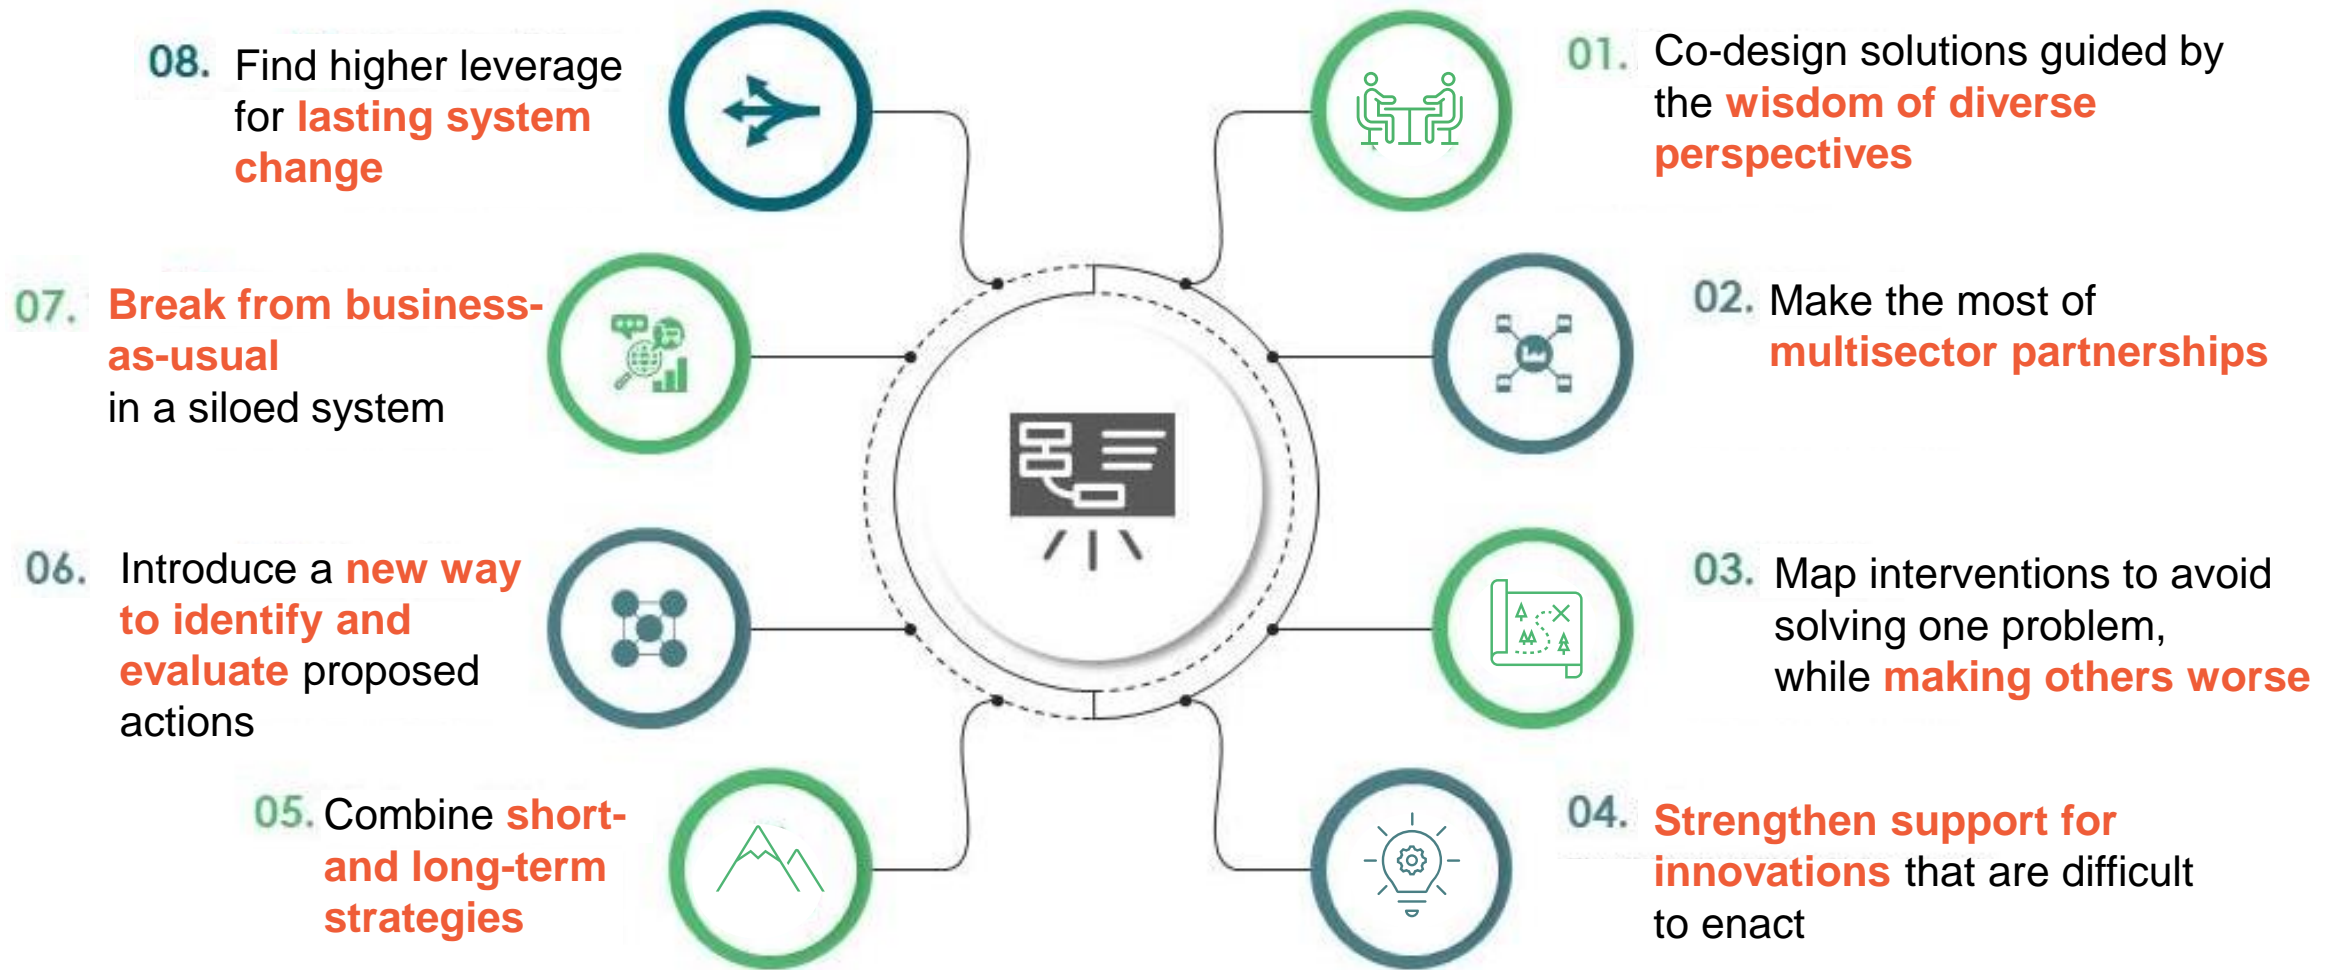 01. Co-design solutions guided by
the wisdom of diverse
perspectives
02. Make the most of
multisector partnerships
03. Map interventions to avoid
solving one problem,
while making others worse
04. Strengthen support for
innovations that are difficult
to enact
05. Combine short-
and long-term
strategies
06. Introduce a new way
to identify and
evaluate proposed
actions
07. Break from business-
as-usual
in a siloed system
08. Find higher leverage
for lasting system
change